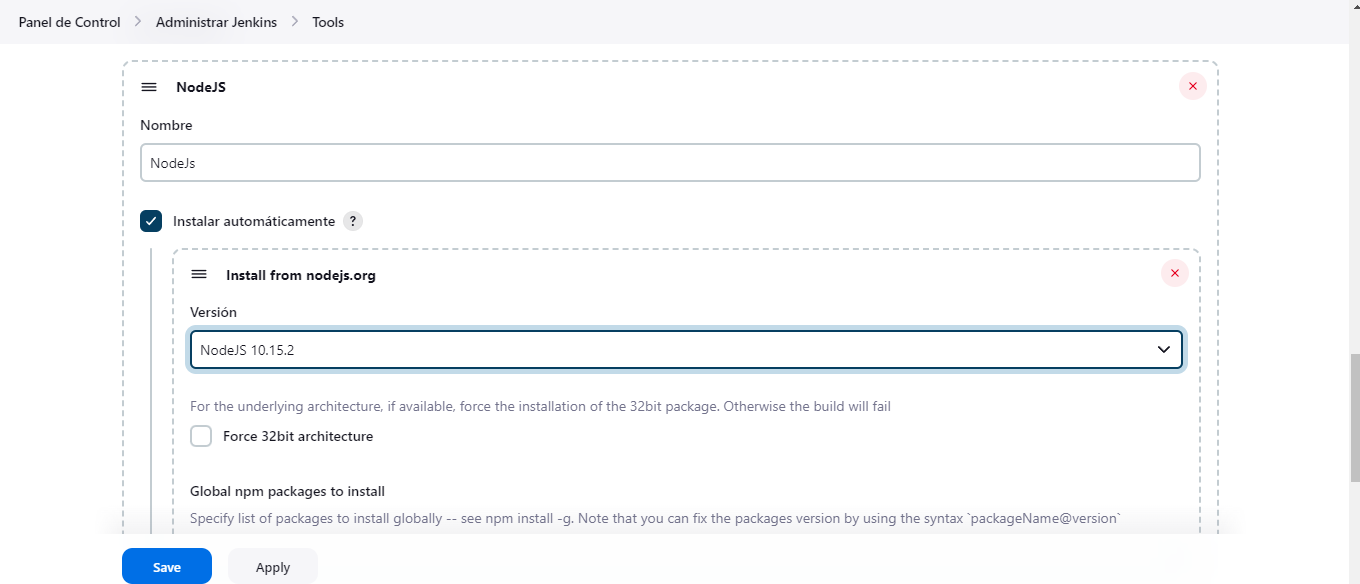 Panel de Control > Administrar Jenkins > Tools
NodeJS
Nombre
NodeJs
Instalar automáticamente ?
Install from nodejs.org
Versión
NodeJS 10.15.2
For the underlying architecture, if available, force the installation of the 32bit package. Otherwise the build will fail
Force 32bit architecture
Global npm packages to install
Specify list of packages to install globally -- see npm install -g. Note that you can fix the packages version by using the syntax `packageName@version`
Save Apply